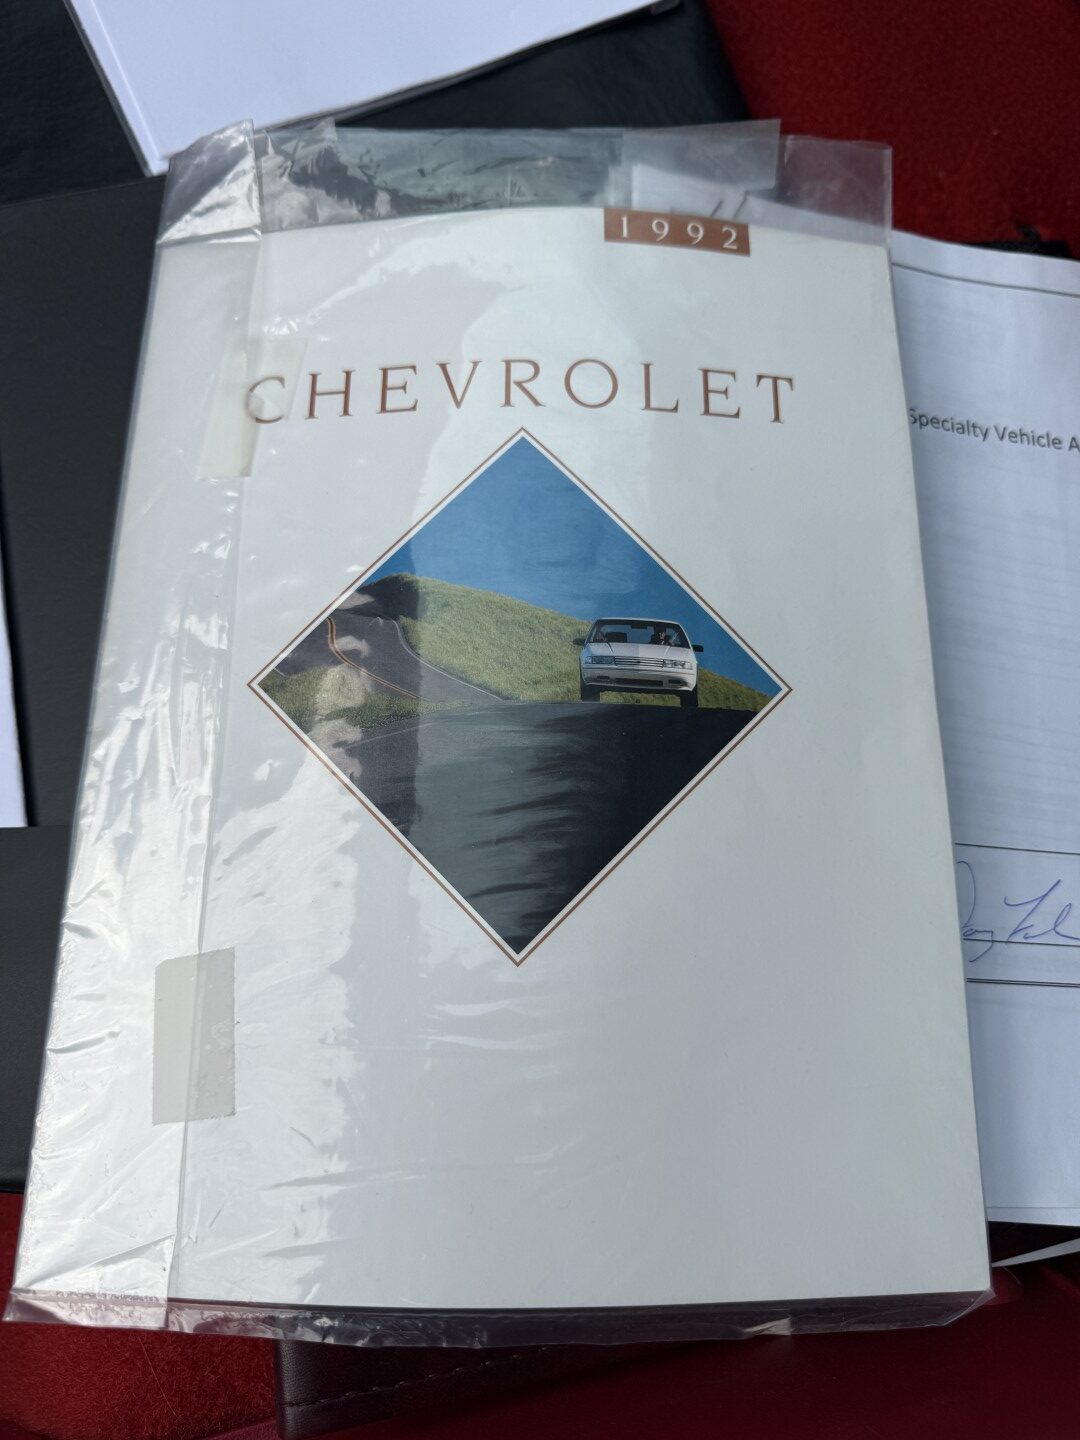 1992
CHEVROLET
Specialty Vehicle A